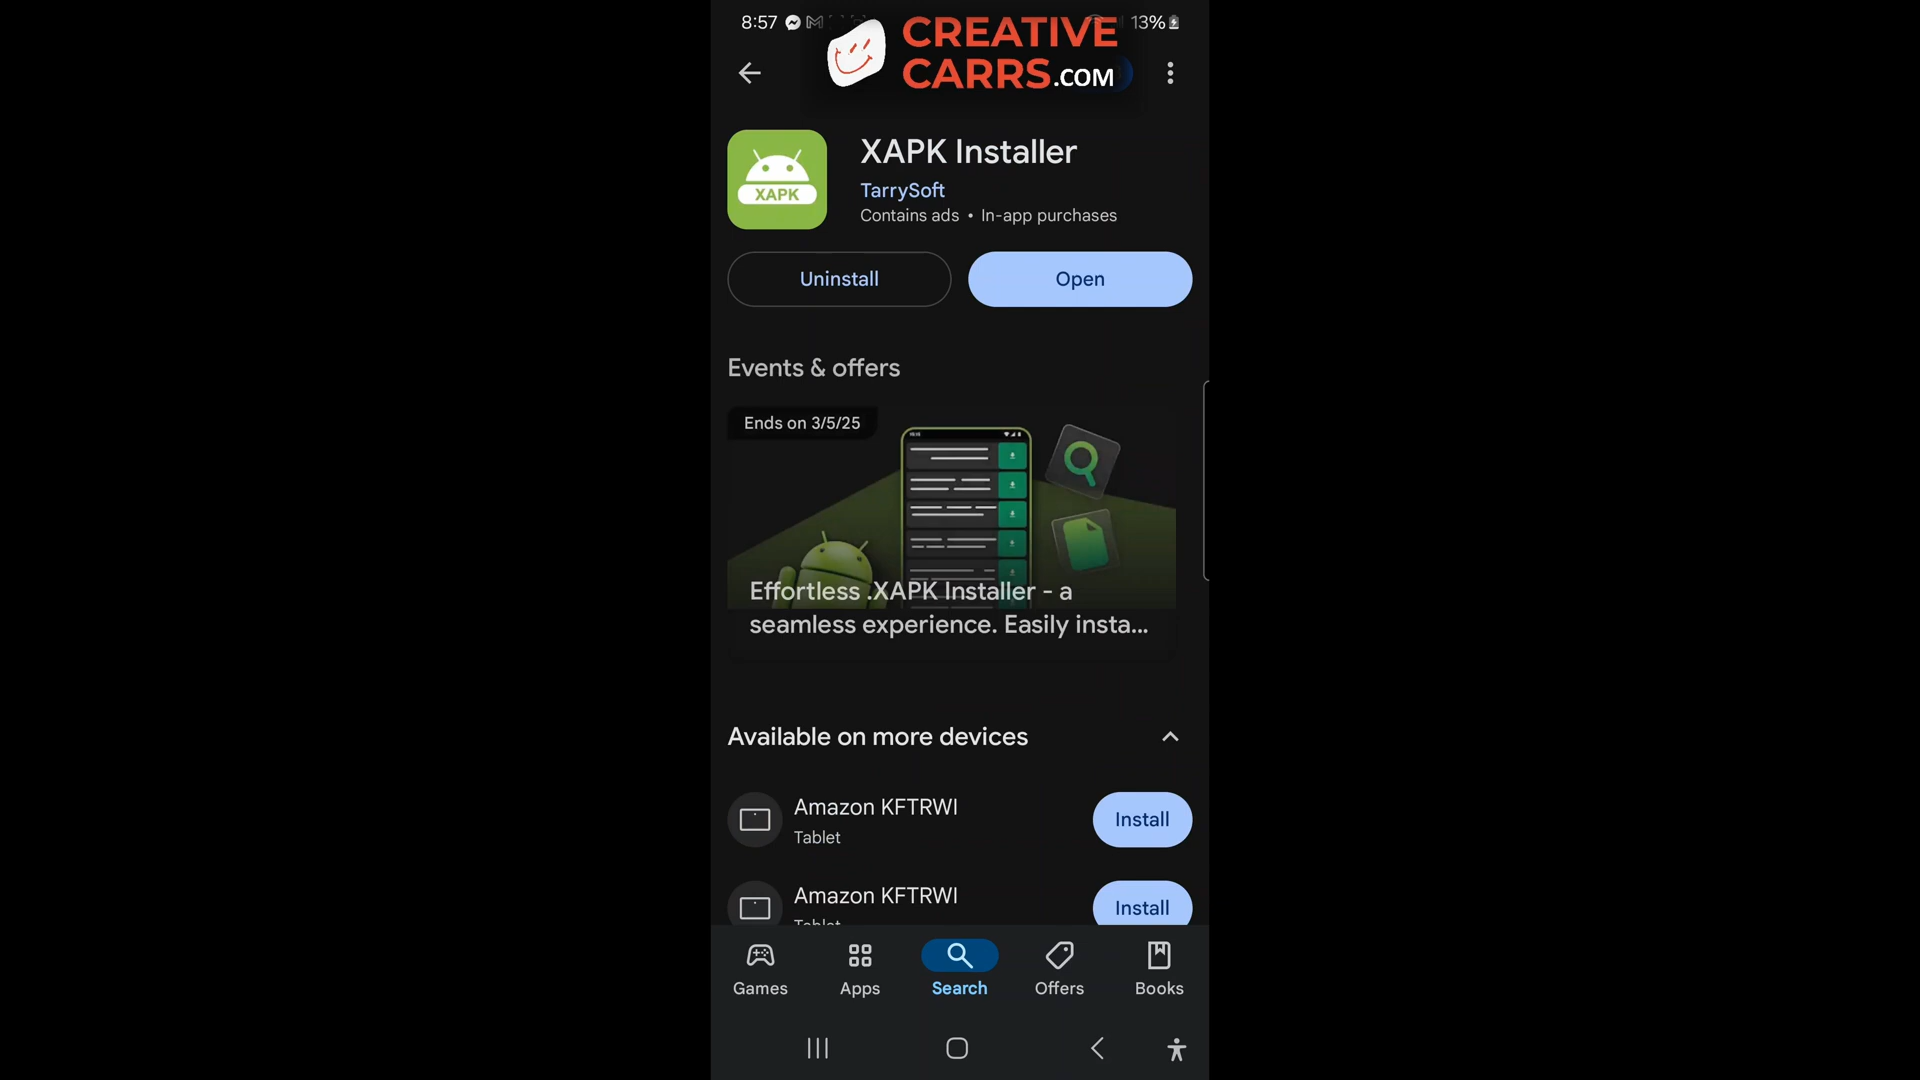 8:57
13%
CREATIVE
CARRS.COM
XAPK Installer
XAPK
TarrySoft
Contains ads • In-app purchases
Uninstall
Open
Events & offers
Ends on 3/5/25
Effortless .XAPK Installer - a
seamless experience. Easily insta...
Available on more devices
Amazon KFTRWI
Tablet
Install
Amazon KFTRWI
Tablet
Install
Games
Apps
Search
Offers
Books